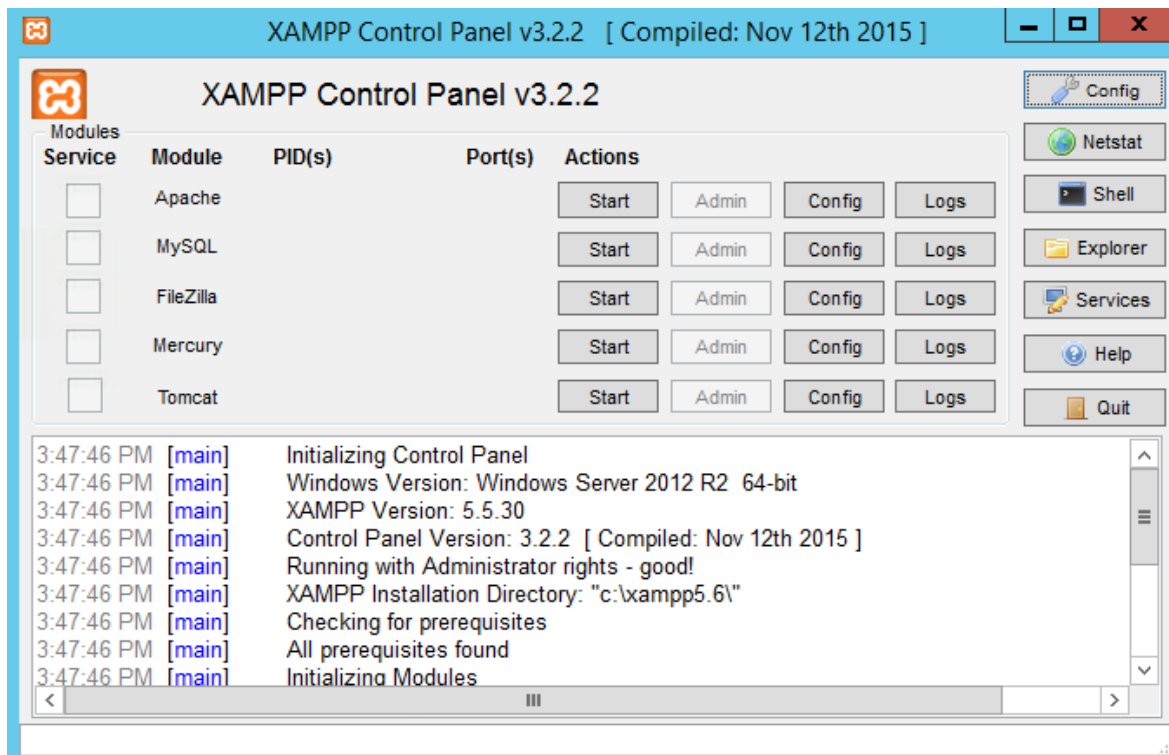 XAMPP Control Panel v3.2.2 [ Compiled: Nov 12th 2015 ]
XAMPP Control Panel v3.2.2
Config
Modules
Service Module PID(s) Port(s) Actions
Netstat
Apache Start Admin Config Logs
Shell
MySQL Start Admin Config Logs
Explorer
FileZilla Start Admin Config Logs
Services
Mercury Start Admin Config Logs
Help
Tomcat Start Admin Config Logs
Quit
3:47:46 PM [main] Initializing Control Panel
3:47:46 PM [main] Windows Version: Windows Server 2012 R2 64-bit
3:47:46 PM [main] XAMPP Version: 5.5.30
3:47:46 PM [main] Control Panel Version: 3.2.2 [ Compiled: Nov 12th 2015 ]
3:47:46 PM [main] Running with Administrator rights - good!
3:47:46 PM [main] XAMPP Installation Directory: "c:\xampp5.6\"
3:47:46 PM [main] Checking for prerequisites
3:47:46 PM [main] All prerequisites found
3:47:46 PM [main] Initializing Modules